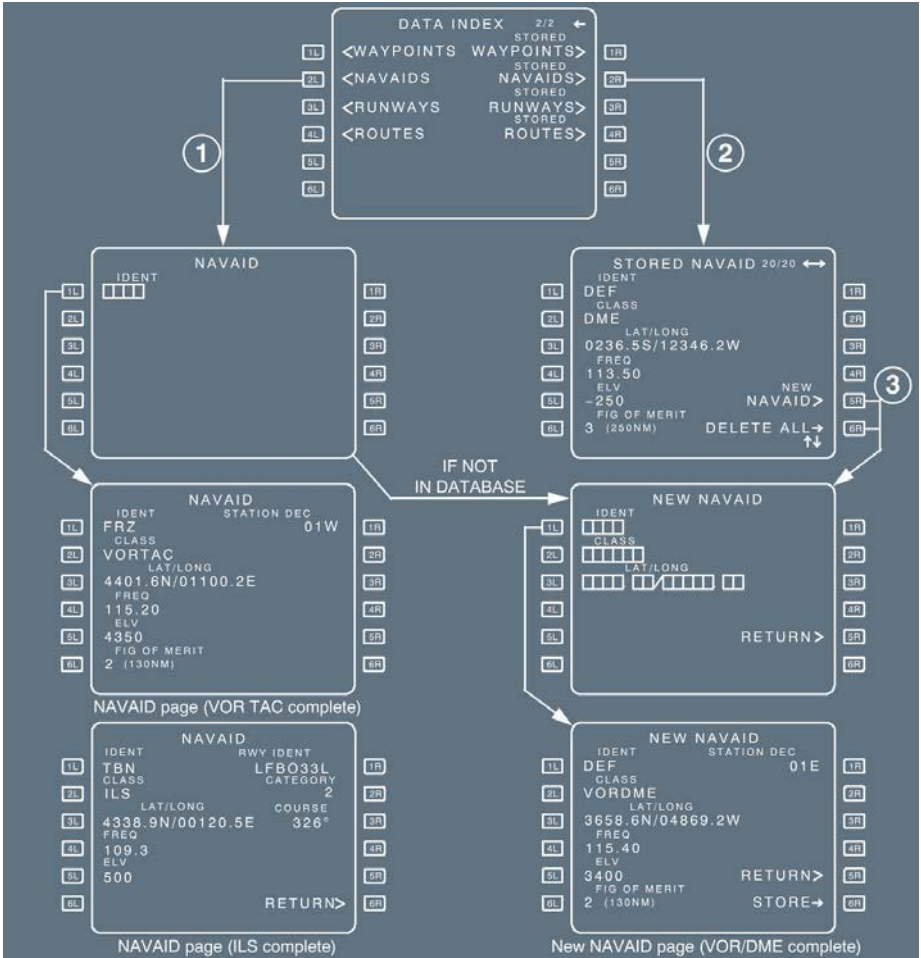 DATA INDEX 2/2 ←
STORED
1L <WAYPOINTS WAYPOINTS> 1R
STORED
2L <NAVAIDS NAVAIDS> 2R
STORED
3L <RUNWAYS RUNWAYS> 3R
STORED
4L <ROUTES ROUTES> 4R
5L 5R
6L 6R
1
2
NAVAID
IDENT
1L 1R
2L 2R
3L 3R
4L 4R
5L 5R
6L 6R
STORED NAVAID 20/20 ↔
IDENT
1L DEF 1R
CLASS
2L DME 2R
LAT/LONG
3L 0236.5S/12346.2W 3R
FREQ
4L 113.50 4R
ELV NEW
5L -250 NAVAID> 5R
FIG OF MERIT
6L 3 (250NM) DELETE ALL→ 6R
↑↓
3
IF NOT
IN DATABASE
NAVAID
IDENT STATION DEC
1L FRZ 01W 1R
CLASS
2L VORTAC 2R
LAT/LONG
3L 4401.6N/01100.2E 3R
FREQ
4L 115.20 4R
ELV
5L 4350 5R
FIG OF MERIT
6L 2 (130NM) 6R
NAVAID page (VOR TAC complete)
NEW NAVAID
IDENT
1L 1R
CLASS
2L 2R
LAT/LONG
3L / 3R
4L 4R
5L RETURN> 5R
6L 6R
NAVAID
IDENT RWY IDENT
1L TBN LFBO33L 1R
CLASS CATEGORY
2L ILS 2 2R
LAT/LONG COURSE
3L 4338.9N/00120.5E 326° 3R
FREQ
4L 109.3 4R
ELV
5L 500 5R
6L RETURN> 6R
NAVAID page (ILS complete)
NEW NAVAID
IDENT STATION DEC
1L DEF 01E 1R
CLASS
2L VORDME 2R
LAT/LONG
3L 3658.6N/04869.2W 3R
FREQ
4L 115.40 4R
ELV
5L 3400 RETURN> 5R
FIG OF MERIT
6L 2 (130NM) STORE→ 6R
New NAVAID page (VOR/DME complete)